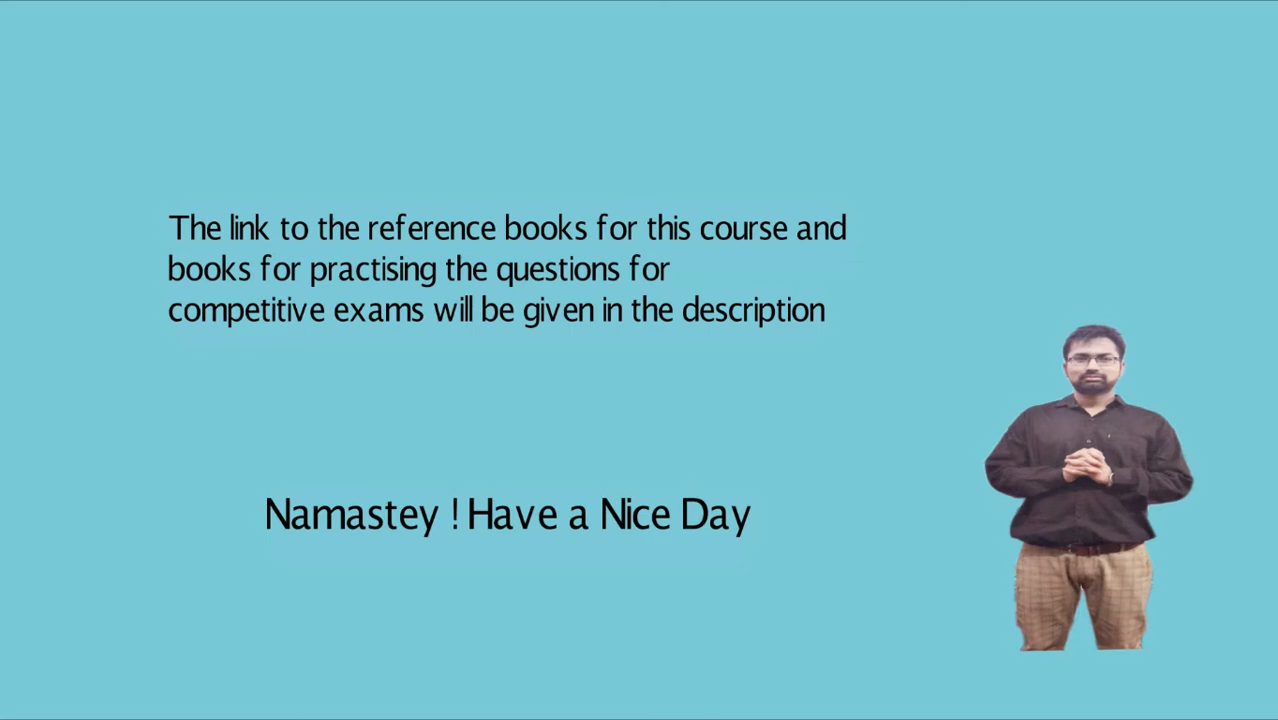 The link to the reference books for this course and
books for practising the questions for
competitive exams will be given in the description
Namastey ! Have a Nice Day